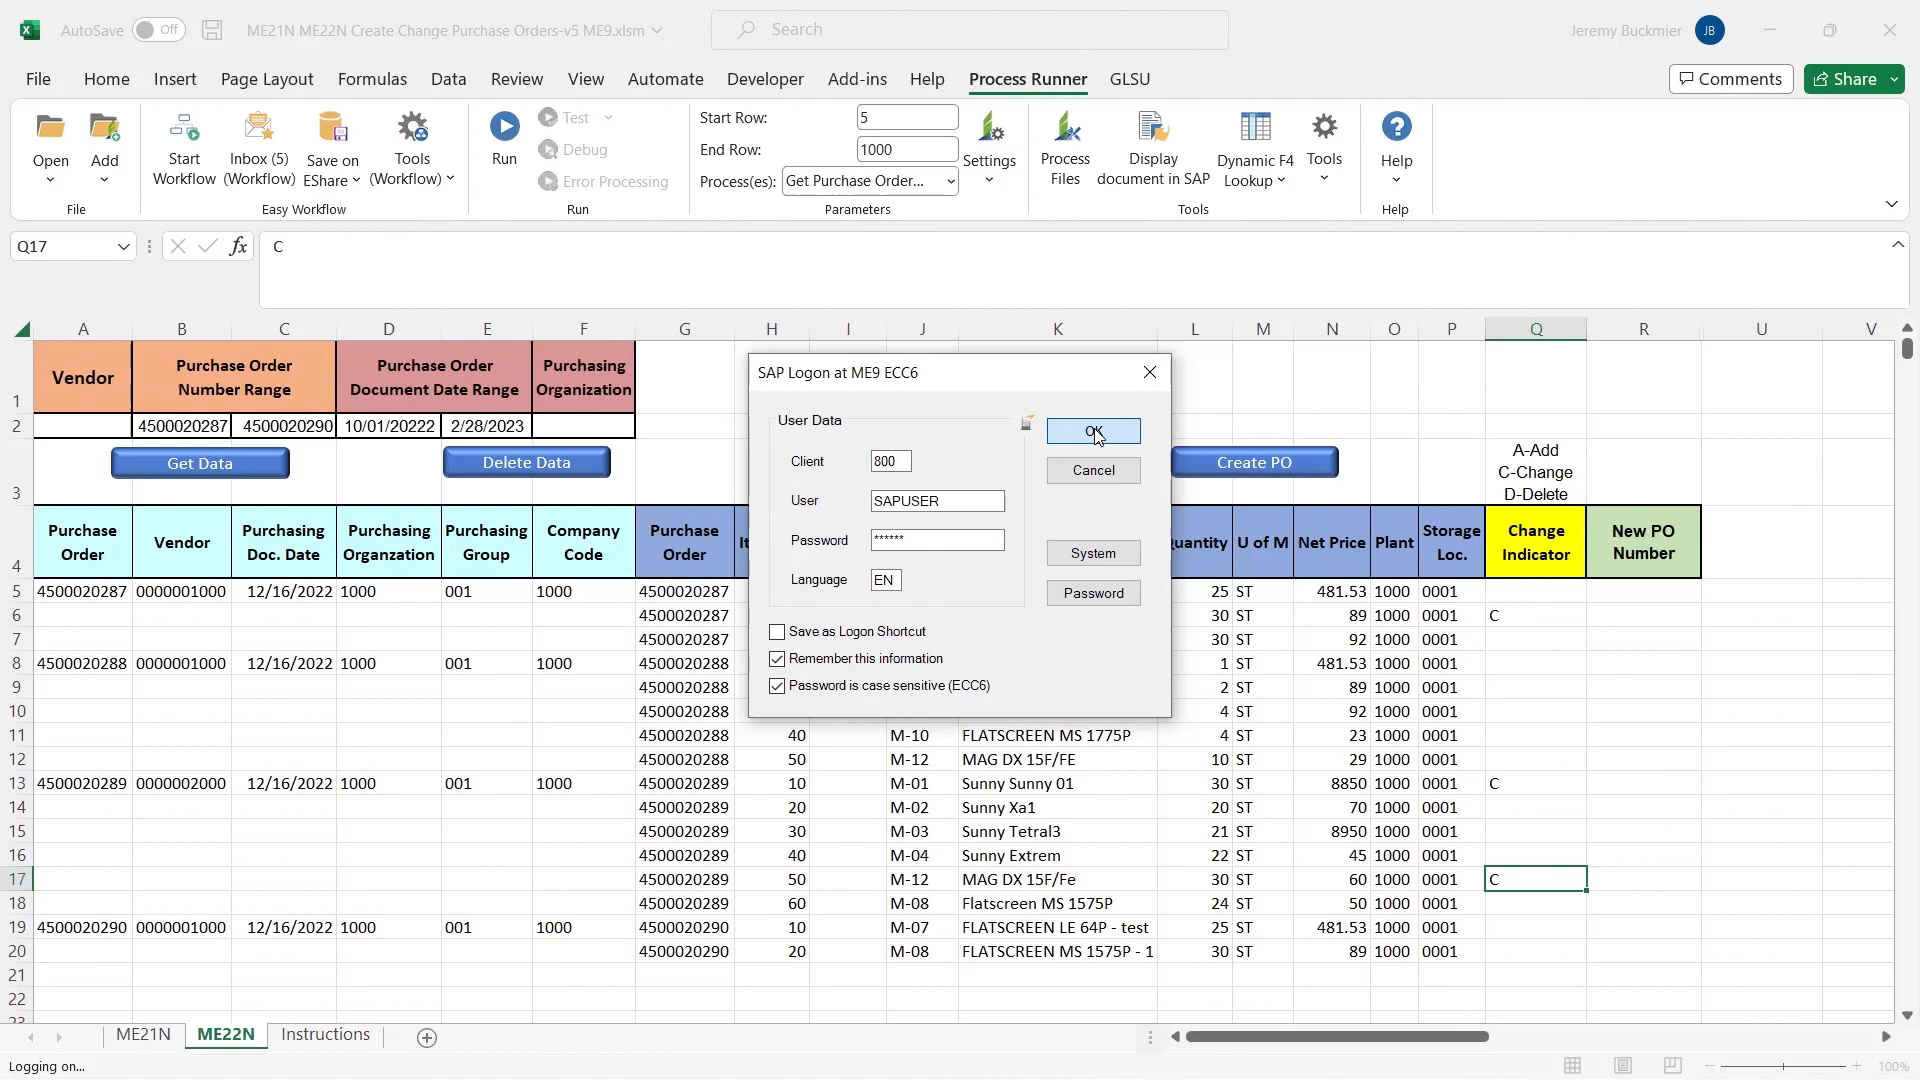 AutoSave Off ME21N ME22N Create Change Purchase Orders-v5 ME9.xlsm Search Jeremy Buckmier JB
File Home Insert Page Layout Formulas Data Review View Automate Developer Add-ins Help Process Runner GLSU Comments Share
Open Add Start Workflow Inbox (5) (Workflow) Save on EShare Tools (Workflow) Run Test Debug Error Processing
Start Row: 5
End Row: 1000
Process(es): Get Purchase Order...
Settings Process Files Display document in SAP Dynamic F4 Lookup Tools Help
File Easy Workflow Run Parameters Tools Help
Q17 fx C
A B C D E F G H I J K L M N O P Q R U V
1 Vendor Purchase Order Number Range Purchase Order Document Date Range Purchasing Organization
2 4500020287 4500020290 10/01/20222 2/28/2023
3 Get Data Delete Data Create PO
A-Add
C-Change
D-Delete
4 Purchase Order Vendor Purchasing Doc. Date Purchasing Organzation Purchasing Group Company Code Purchase Order U of M Net Price Plant Storage Loc. Change Indicator New PO Number
5 4500020287 0000001000 12/16/2022 1000 001 1000 4500020287 25 ST 481.53 1000 0001
6 4500020287 30 ST 89 1000 0001 C
7 4500020287 30 ST 92 1000 0001
8 4500020288 0000001000 12/16/2022 1000 001 1000 4500020288 1 ST 481.53 1000 0001
9 4500020288 2 ST 89 1000 0001
10 4500020288 4 ST 92 1000 0001
11 4500020288 40 M-10 FLATSCREEN MS 1775P 4 ST 23 1000 0001
12 4500020288 50 M-12 MAG DX 15F/FE 10 ST 29 1000 0001
13 4500020289 0000002000 12/16/2022 1000 001 1000 4500020289 10 M-01 Sunny Sunny 01 30 ST 8850 1000 0001 C
14 4500020289 20 M-02 Sunny Xa1 20 ST 70 1000 0001
15 4500020289 30 M-03 Sunny Tetral3 21 ST 8950 1000 0001
16 4500020289 40 M-04 Sunny Extrem 22 ST 45 1000 0001
17 4500020289 50 M-12 MAG DX 15F/Fe 30 ST 60 1000 0001 C
18 4500020289 60 M-08 Flatscreen MS 1575P 24 ST 50 1000 0001
19 4500020290 0000001000 12/16/2022 1000 001 1000 4500020290 10 M-07 FLATSCREEN LE 64P - test 25 ST 481.53 1000 0001
20 4500020290 20 M-08 FLATSCREEN MS 1575P - 1 30 ST 89 1000 0001
21
22
SAP Logon at ME9 ECC6
User Data
OK
Client 800
Cancel
User SAPUSER
Password ******
System
Language EN
Password
Save as Logon Shortcut
Remember this information
Password is case sensitive (ECC6)
ME21N ME22N Instructions
Logging on... 100%